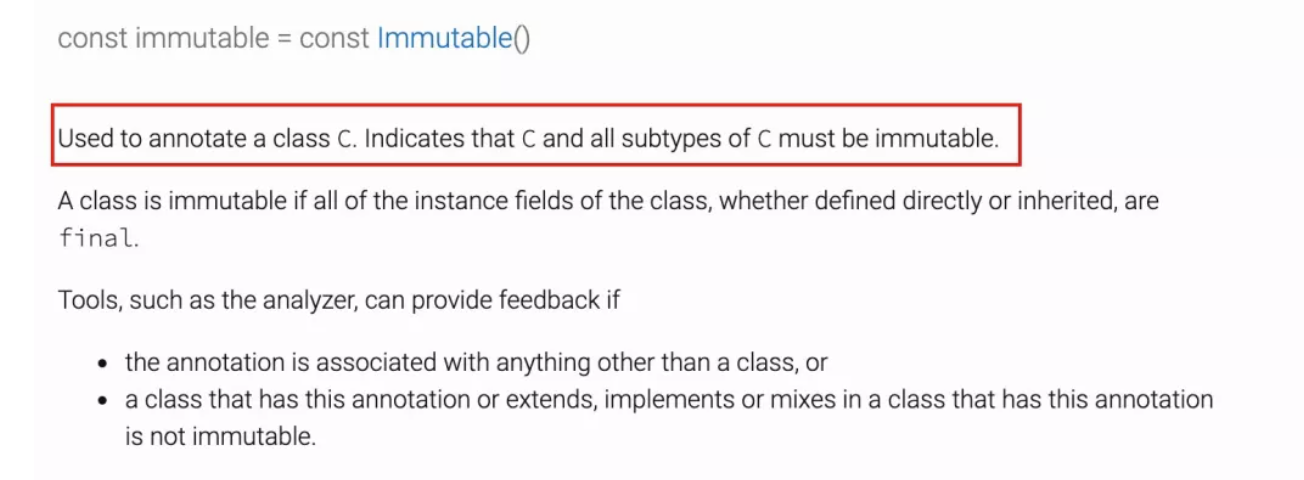 const immutable = const Immutable()
Used to annotate a class C. Indicates that C and all subtypes of C must be immutable.
A class is immutable if all of the instance fields of the class, whether defined directly or inherited, are
final.
Tools, such as the analyzer, can provide feedback if
• the annotation is associated with anything other than a class, or
• a class that has this annotation or extends, implements or mixes in a class that has this annotation
is not immutable.